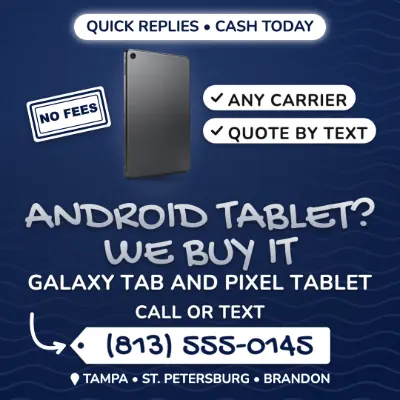 QUICK REPLIES • CASH TODAY
NO FEES
ANY CARRIER
QUOTE BY TEXT
ANDROID TABLET?
WE BUY IT
GALAXY TAB AND PIXEL TABLET
CALL OR TEXT
(813) 555-0145
TAMPA • ST. PETERSBURG • BRANDON